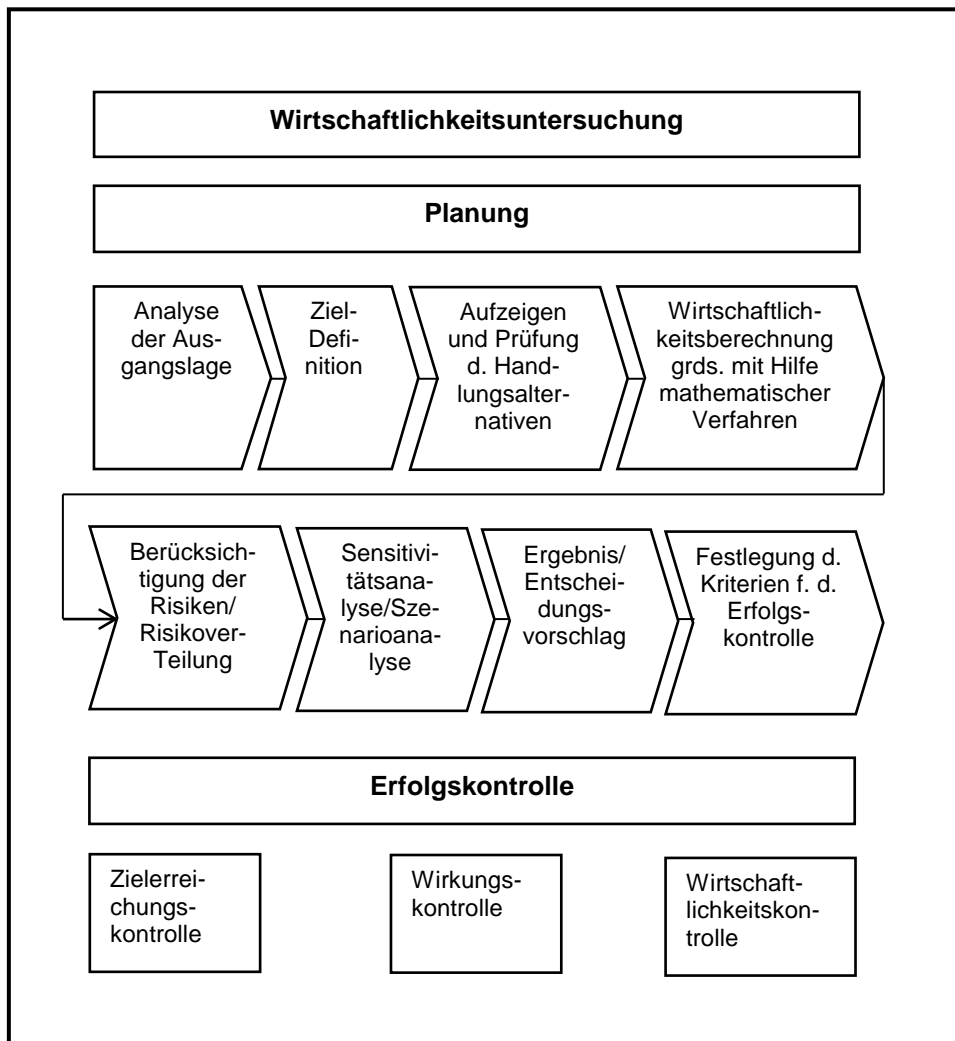 Wirtschaftlichkeitsuntersuchung
Planung
Analyse
der Aus-
gangslage
Ziel-
Defi-
nition
Aufzeigen
und Prüfung
d. Hand-
lungsalter-
nativen
Wirtschaftlich-
keitsberechnung
grds. mit Hilfe
mathematischer
Verfahren
Berücksich-
tigung der
Risiken/
Risikover-
Teilung
Sensitivi-
tätsana-
lyse/Sze-
narioana-
lyse
Ergebnis/
Entschei-
dungs-
vorschlag
Festlegung d.
Kriterien f. d.
Erfolgs-
kontrolle
Erfolgskontrolle
Zielerrei-
chungs-
kontrolle
Wirkungs-
kontrolle
Wirtschaft-
lichkeitskon-
trolle